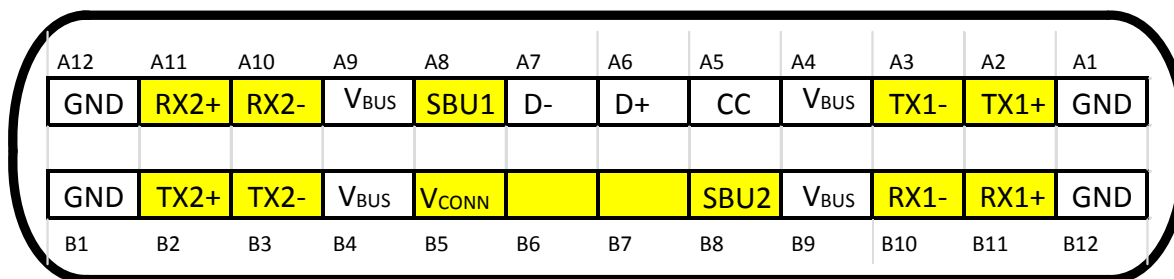 A12 A11 A10 A9 A8 A7 A6 A5 A4 A3 A2 A1
GND RX2+ RX2- VBUS SBU1 D- D+ CC VBUS TX1- TX1+ GND
GND TX2+ TX2- VBUS VCONN SBU2 VBUS RX1- RX1+ GND
B1 B2 B3 B4 B5 B6 B7 B8 B9 B10 B11 B12